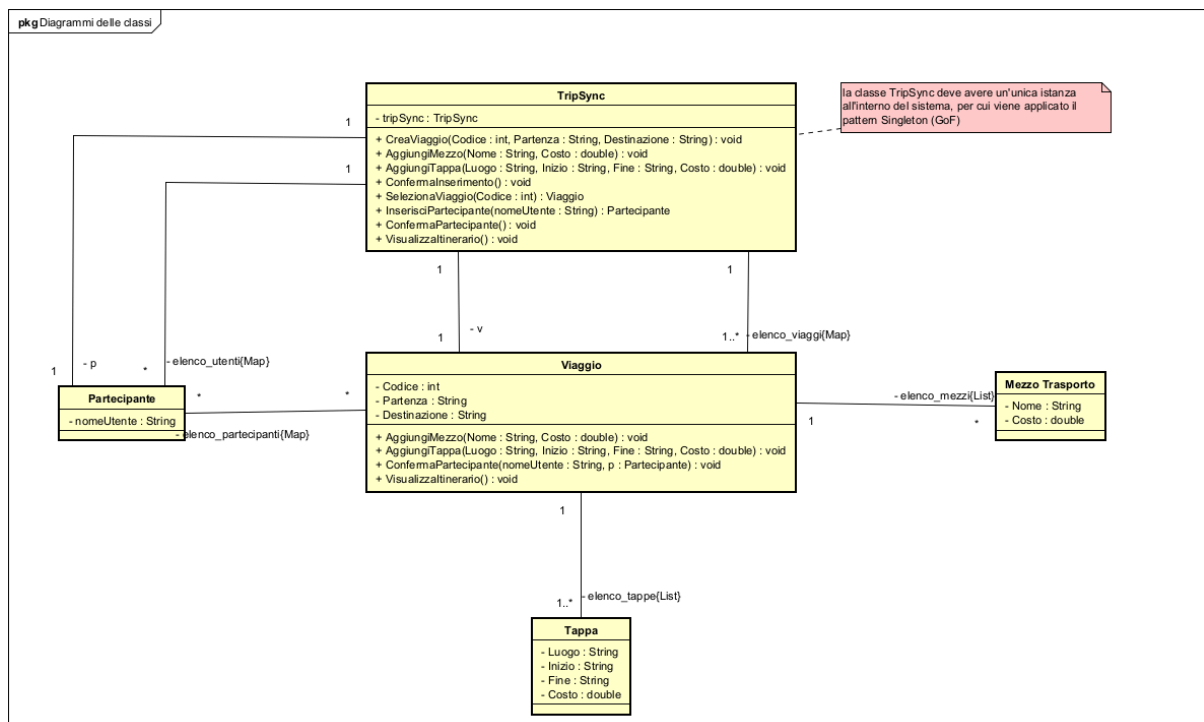 pkg Diagrammi delle classi
TripSync
- tripSync : TripSync
+ CreaViaggio(Codice : int, Partenza : String, Destinazione : String) : void
+ AggiungiMezzo(Nome : String, Costo : double) : void
+ AggiungiTappa(Luogo : String, Inizio : String, Fine : String, Costo : double) : void
+ ConfermaInserimento() : void
+ SelezionaViaggio(Codice : int) : Viaggio
+ InserisciPartecipante(nomeUtente : String) : Partecipante
+ ConfermaPartecipante() : void
+ VisualizzaItinerario() : void
la classe TripSync deve avere un'unica istanza
all'interno del sistema, per cui viene applicato il
pattern Singleton (GoF)
1
1
1
1
- v
1
1..*
- elenco_viaggi{Map}
- p
1
*
- elenco_utenti{Map}
Partecipante
- nomeUtente : String
*
*
- elenco_partecipanti{Map}
Viaggio
- Codice : int
- Partenza : String
- Destinazione : String
+ AggiungiMezzo(Nome : String, Costo : double) : void
+ AggiungiTappa(Luogo : String, Inizio : String, Fine : String, Costo : double) : void
+ ConfermaPartecipante(nomeUtente : String, p : Partecipante) : void
+ VisualizzaItinerario() : void
- elenco_mezzi{List}
1
*
Mezzo Trasporto
- Nome : String
- Costo : double
1
- elenco_tappe{List}
1..*
Tappa
- Luogo : String
- Inizio : String
- Fine : String
- Costo : double